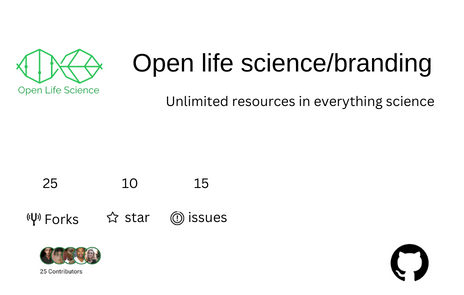 Open life science/branding
Open Life Science
Unlimited resources in everything science
25 10 15
Forks star issues
25 Contributors